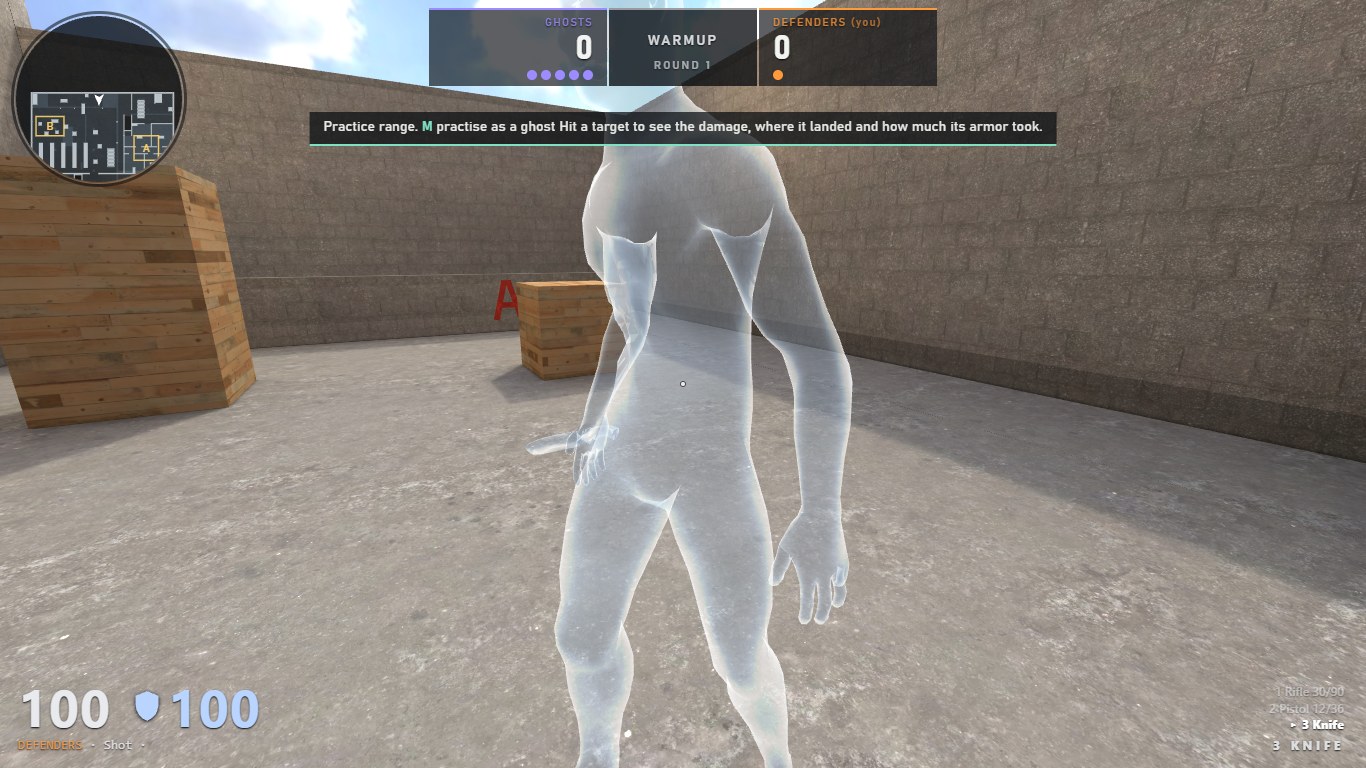 GHOSTS
0
WARMUP
ROUND 1
DEFENDERS (you)
0
Practice range. M practise as a ghost Hit a target to see the damage, where it landed and how much its armor took.
B
A
A
100 100
DEFENDERS · Shot ·
1 Rifle 30/90
2 Pistol 12/36
▸ 3 Knife
3 KNIFE